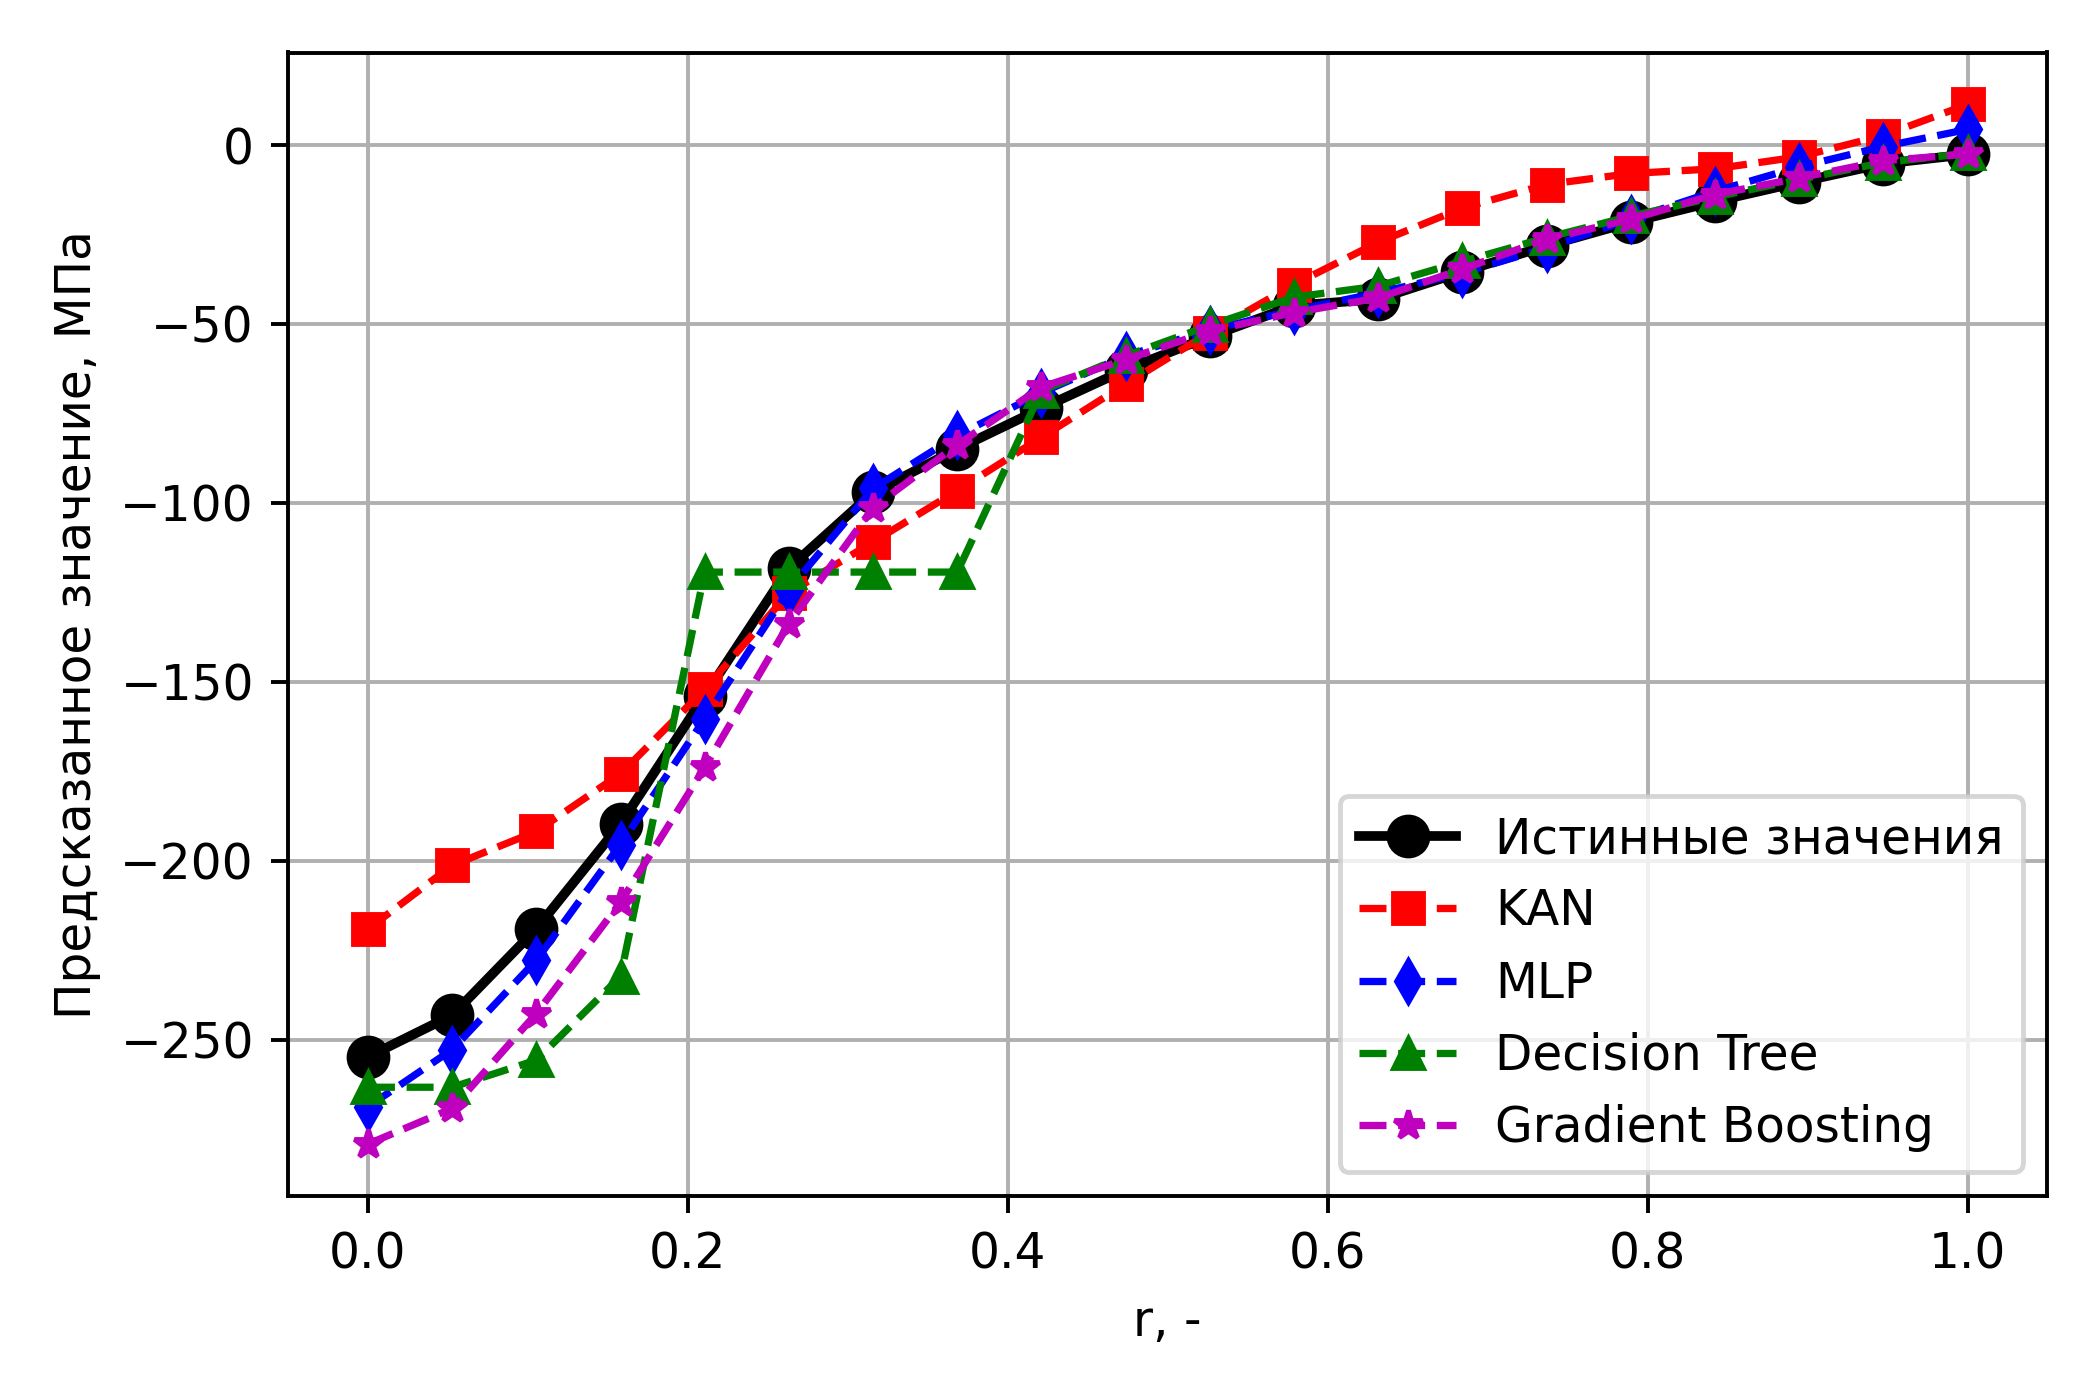 Предсказанное значение, МПа
0
−50
−100
−150
−200
−250
Истинные значения
KAN
MLP
Decision Tree
Gradient Boosting
0.0 0.2 0.4 0.6 0.8 1.0
r, -